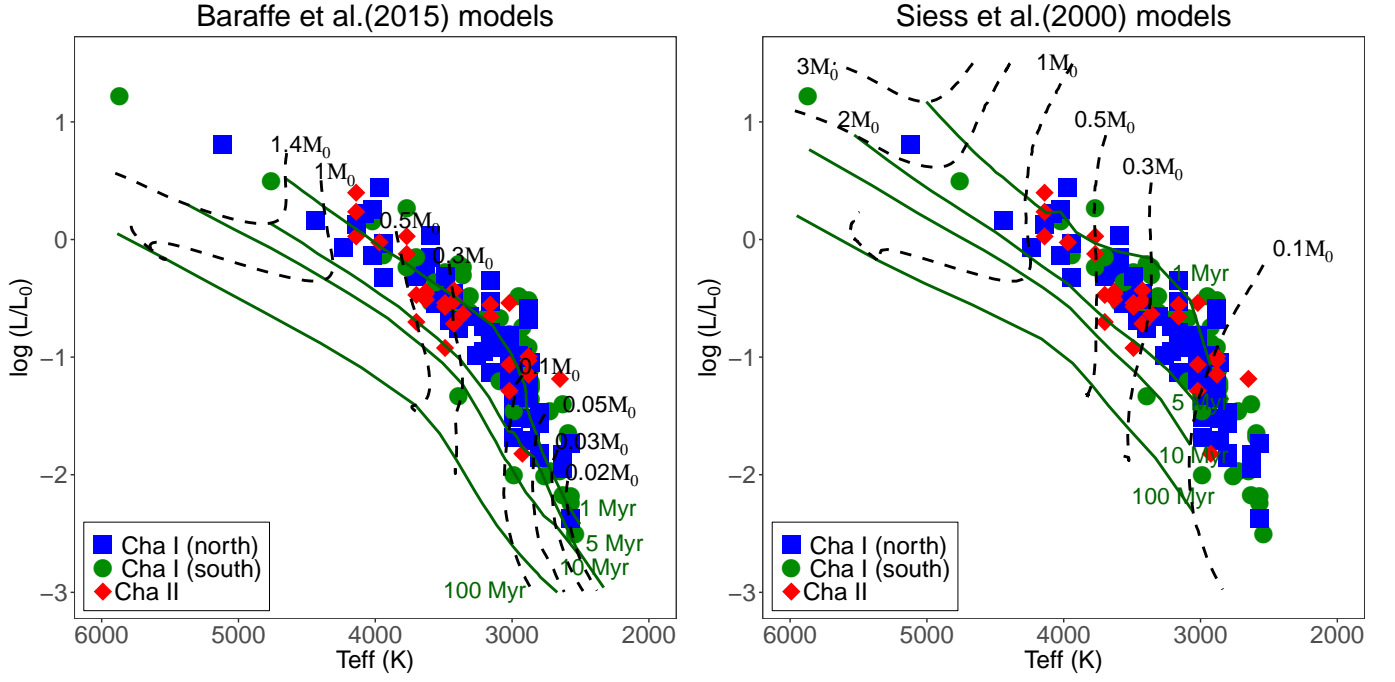 Baraffe et al.(2015) models
log (L/L₀)
1
0
−1
−2
−3
1.4M₀
1M₀
0.5M₀
0.3M₀
0.1M₀
0.05M₀
0.03M₀
0.02M₀
1 Myr
5 Myr
10 Myr
100 Myr
Cha I (north)
Cha I (south)
Cha II
6000 5000 4000 3000 2000
Teff (K)
Siess et al.(2000) models
log (L/L₀)
1
0
−1
−2
−3
3M₀
1M₀
2M₀
0.5M₀
0.3M₀
0.1M₀
1 Myr
5 Myr
10 Myr
100 Myr
Cha I (north)
Cha I (south)
Cha II
6000 5000 4000 3000 2000
Teff (K)